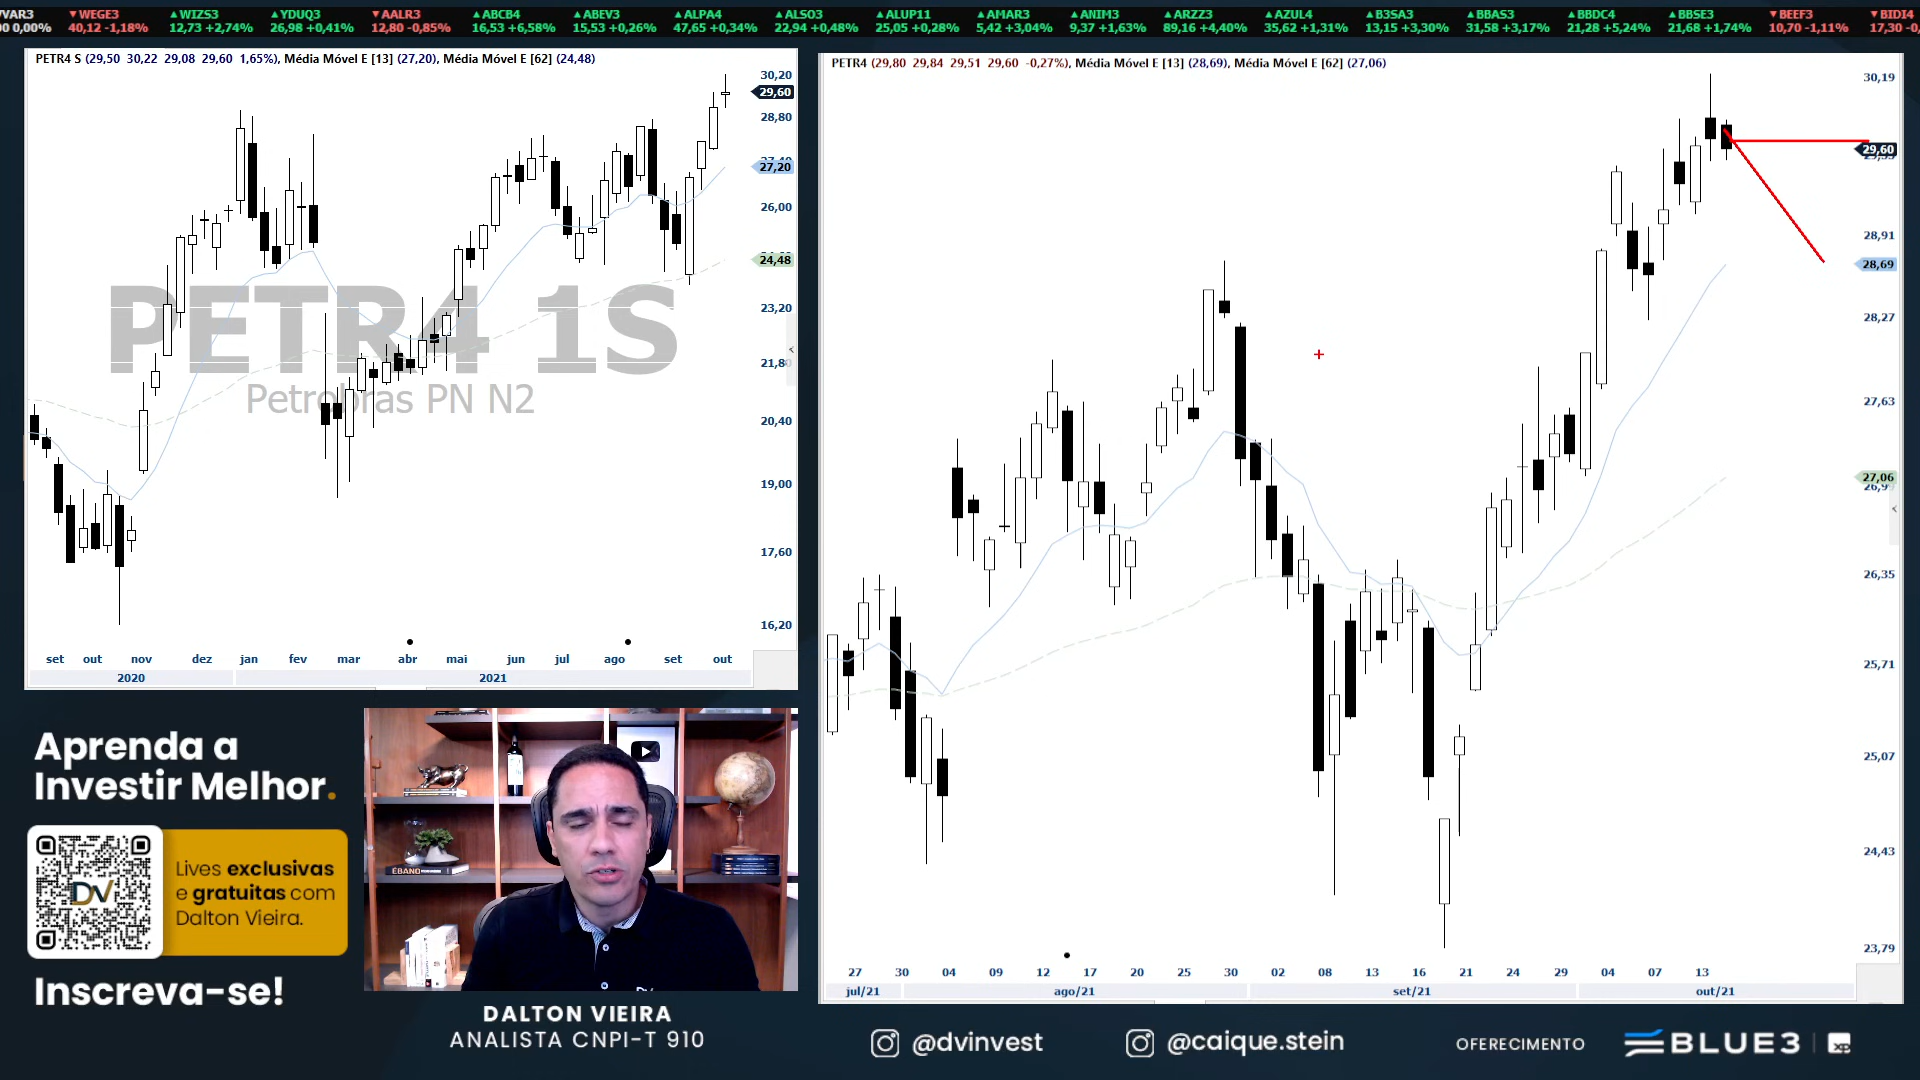 VAR3 ▼WEGE3 ▲WIZS3 ▲YDUQ3 ▼AALR3 ▲ABCB4 ▲ABEV3 ▲ALPA4 ▲ALSO3 ▲ALUP11 ▲AMAR3 ▲ANIM3 ▲ARZZ3 ▲AZUL4 ▲B3SA3 ▲BBAS3 ▲BBDC4 ▲BBSE3 ▼BEEF3 ▼BIDI4
00 0,00% 40,12 -1,18% 12,73 +2,74% 26,98 +0,41% 12,80 -0,85% 16,53 +6,58% 15,53 +0,26% 47,65 +0,34% 22,94 +0,48% 25,05 +0,28% 5,42 +3,04% 9,37 +1,63% 89,16 +4,40% 35,62 +1,31% 13,15 +3,30% 31,58 +3,17% 21,28 +5,24% 21,68 +1,74% 10,70 -1,11% 17,30 -0,
PETR4 S (29,50 30,22 29,08 29,60 1,65%), Média Móvel E [13] (27,20), Média Móvel E [62] (24,48)
30,20
29,60
28,80
27,20
26,00
24,48
23,20
21,80
20,40
19,00
17,60
16,20
PETR4 1S
Petrobras PN N2
set out nov dez jan fev mar abr mai jun jul ago set out
2020 2021
PETR4 (29,80 29,84 29,51 29,60 -0,27%), Média Móvel E [13] (28,69), Média Móvel E [62] (27,06)
30,19
29,60
28,91
28,69
28,27
27,63
27,06
26,35
25,71
25,07
24,43
23,79
27 30 04 09 12 17 20 25 30 02 08 13 16 21 24 29 04 07 13
jul/21 ago/21 set/21 out/21
Aprenda a
Investir Melhor.
DV
Lives exclusivas
e gratuitas com
Dalton Vieira.
Inscreva-se!
ÉBANO
DALTON VIEIRA
ANALISTA CNPI-T 910
@dvinvest
@caique.stein
OFERECIMENTO
BLUE3
xp